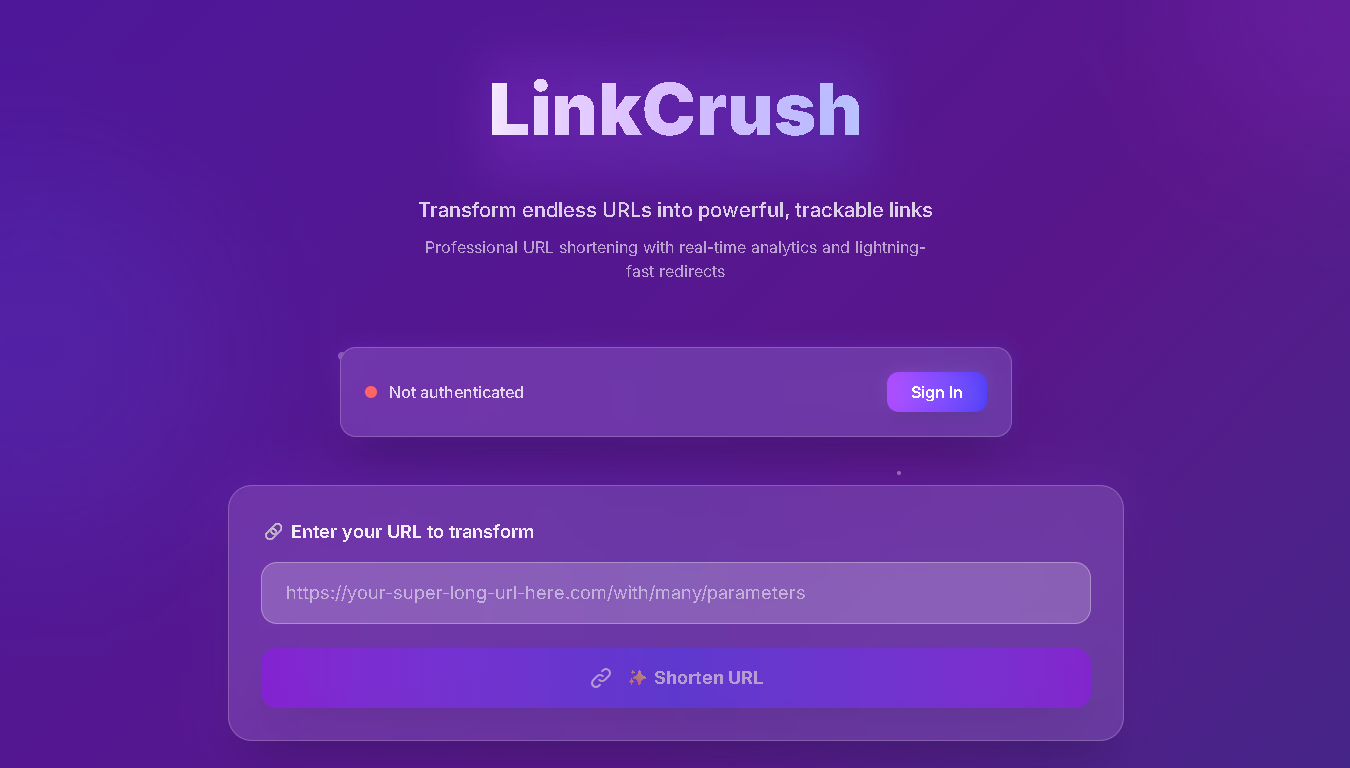 LinkCrush
Transform endless URLs into powerful, trackable links
Professional URL shortening with real-time analytics and lightning-
fast redirects
Not authenticated
Sign In
Enter your URL to transform
https://your-super-long-url-here.com/with/many/parameters
✨ Shorten URL